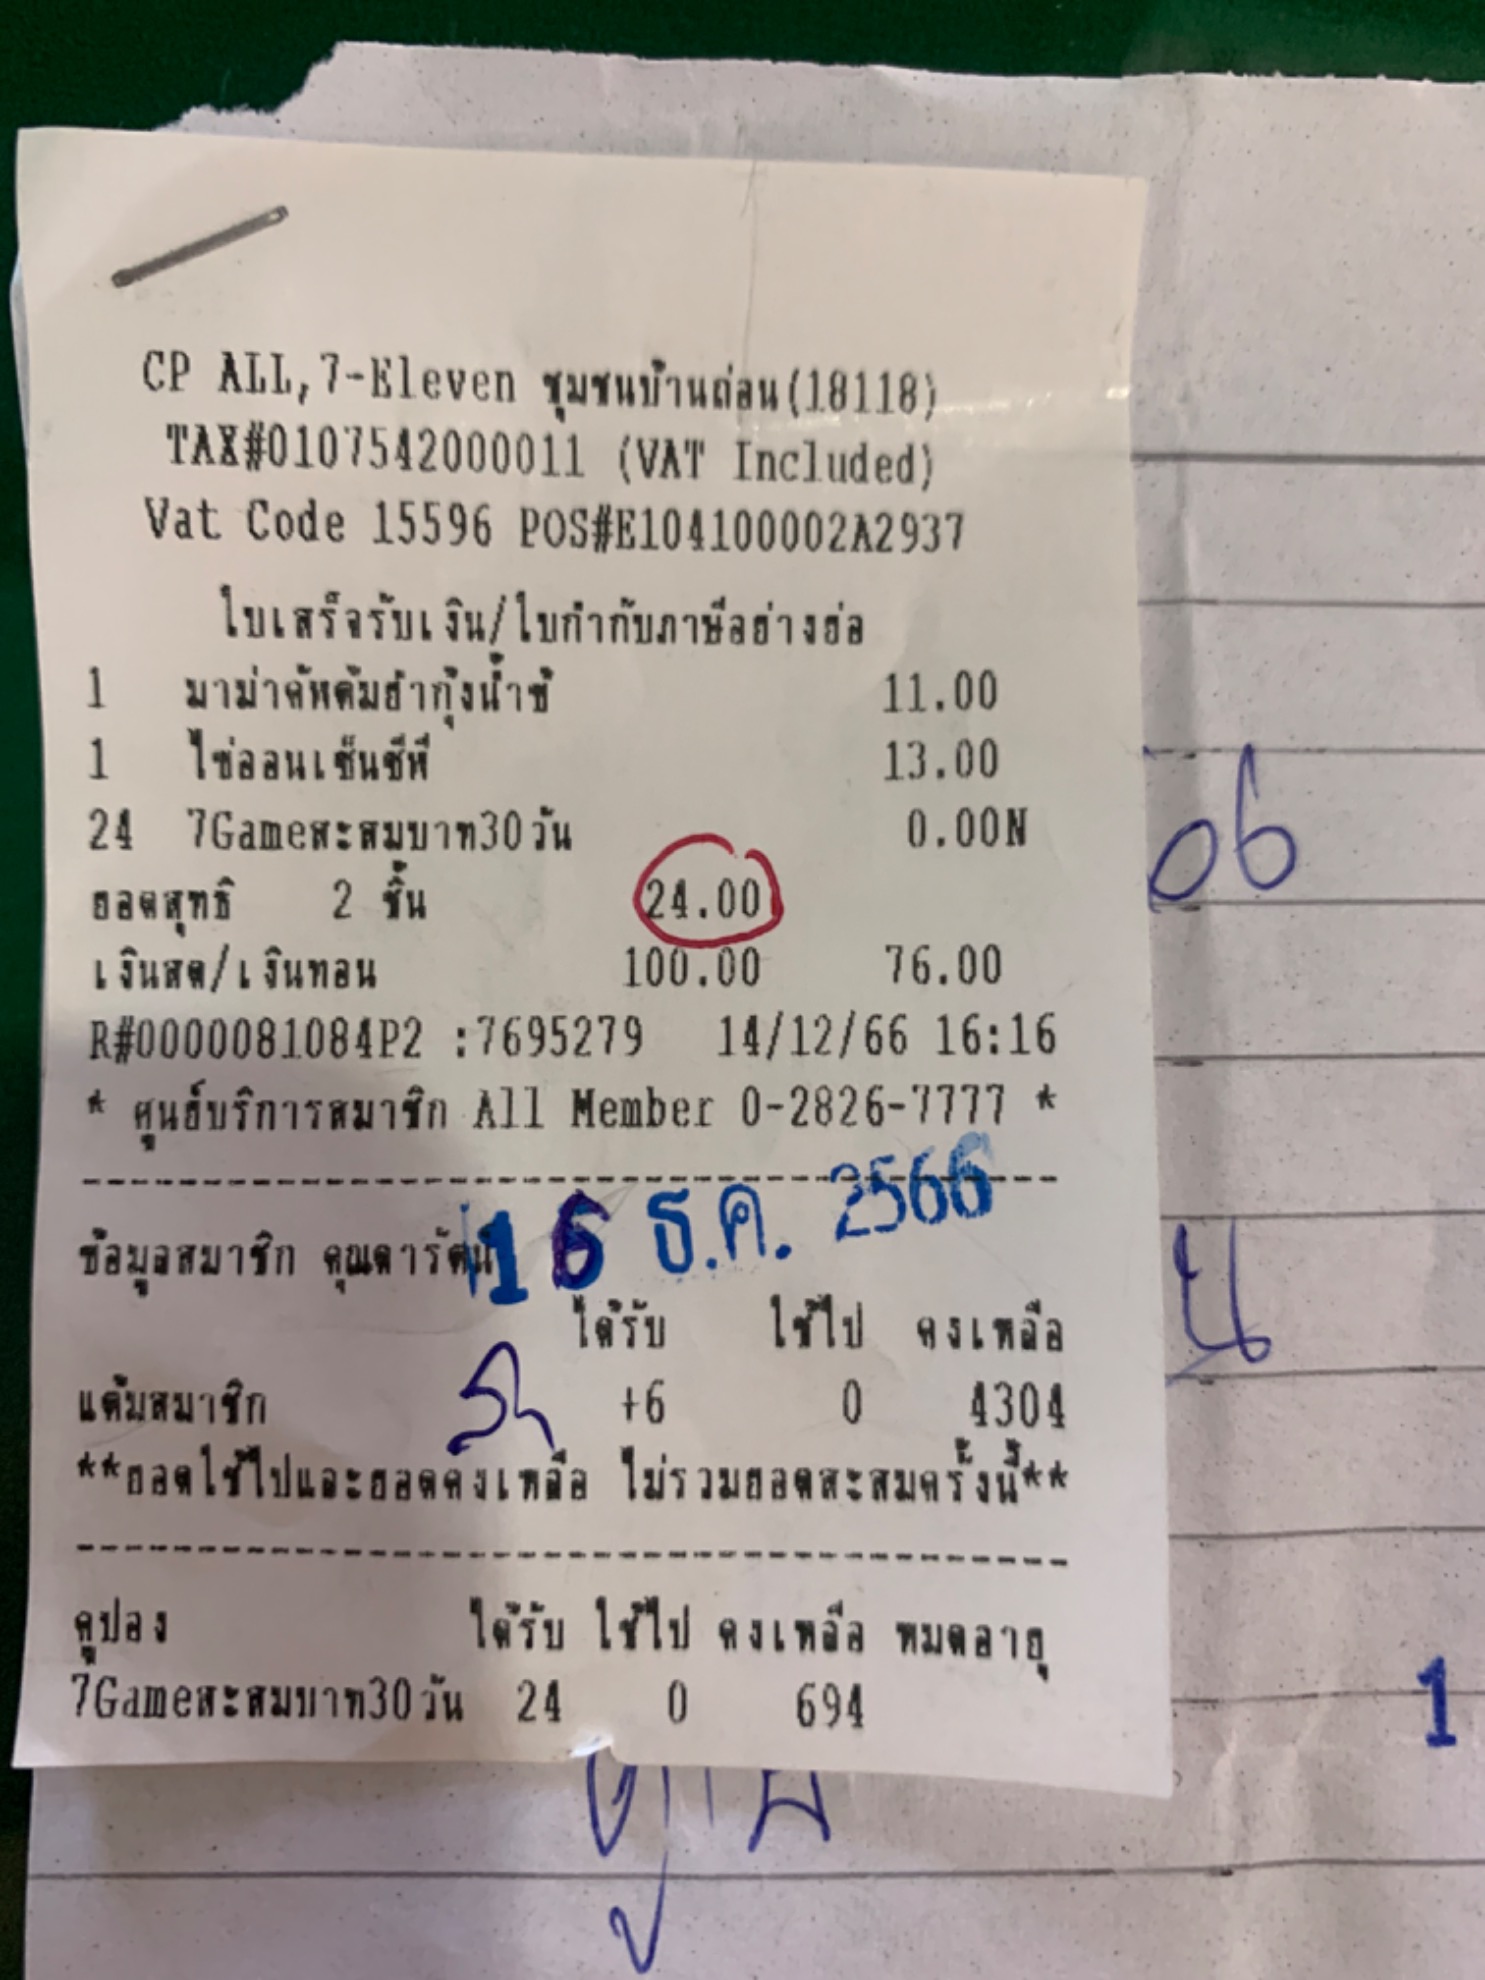 CP ALL,7-Eleven ชุมชนบ้านถ่อน(18118)
TAX#0107542000011 (VAT Included)
Vat Code 15596 POS#E104100002A2937
ใบเสร็จรับเงิน/ใบกำกับภาษีอย่างย่อ
1 มาม่าคัพต้มยำกุ้งน้ำข้ 11.00
1 ไข่ออนเซ็นซีพี 13.00
24 7Gameสะสมบาท30วัน 0.00N
ยอดสุทธิ 2 ชิ้น 24.00
เงินสด/เงินทอน 100.00 76.00
R#0000081084P2 :7695279 14/12/66 16:16
* ศูนย์บริการสมาชิก All Member 0-2826-7777 *
16 ธ.ค. 2566
ข้อมูลสมาชิก คุณดารัตน์
ได้รับ ใช้ไป คงเหลือ
แต้มสมาชิก +6 0 4304
**ยอดใช้ไปและยอดคงเหลือ ไม่รวมยอดสะสมครั้งนี้**
คูปอง ได้รับ ใช้ไป คงเหลือ หมดอายุ
7Gameสะสมบาท30วัน 24 0 694
1